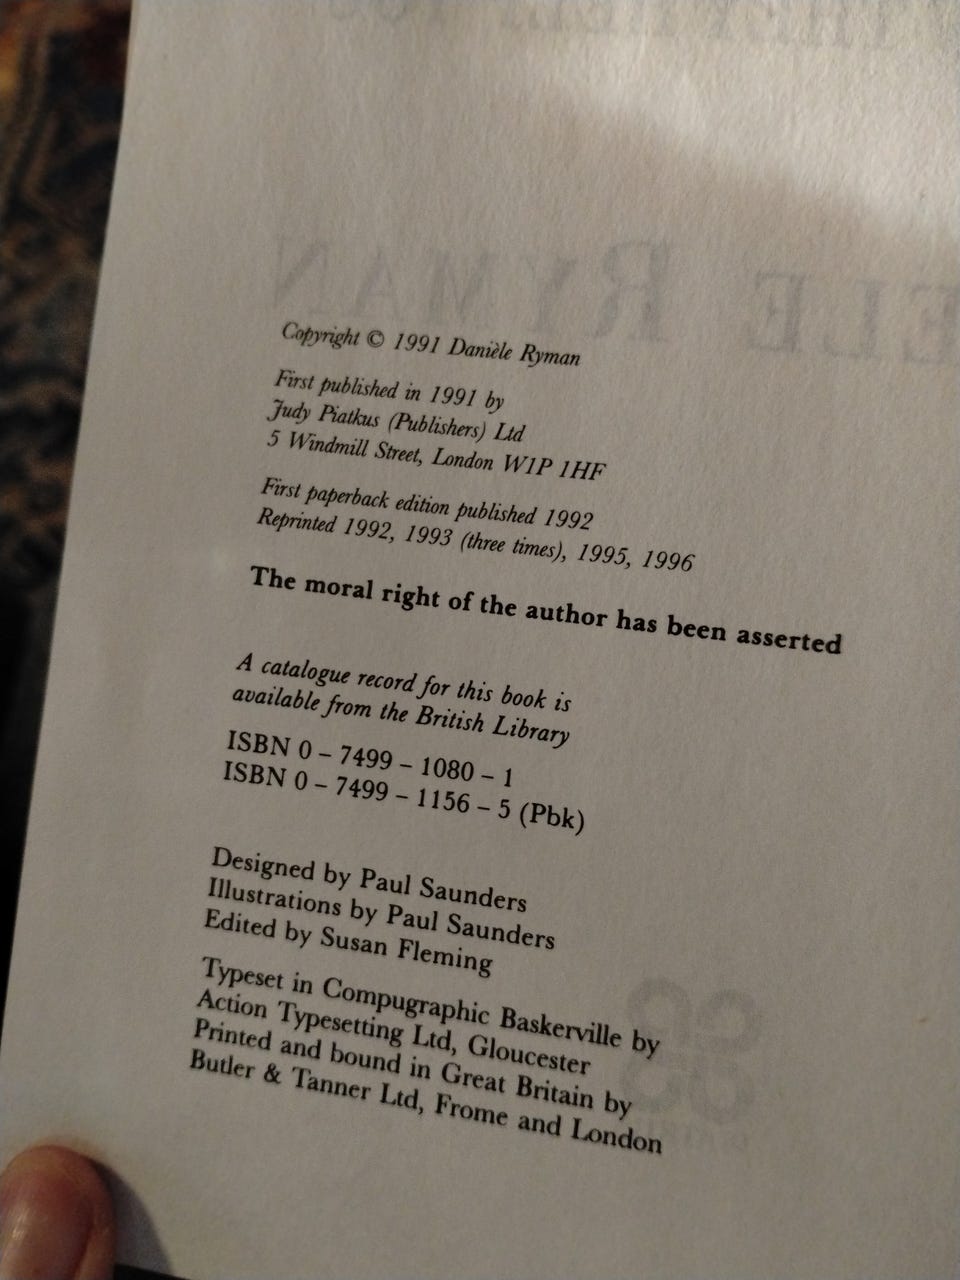 Copyright © 1991 Danièle Ryman
First published in 1991 by
Judy Piatkus (Publishers) Ltd
5 Windmill Street, London W1P 1HF
First paperback edition published 1992
Reprinted 1992, 1993 (three times), 1995, 1996
The moral right of the author has been asserted
A catalogue record for this book is
available from the British Library
ISBN 0 – 7499 – 1080 – 1
ISBN 0 – 7499 – 1156 – 5 (Pbk)
Designed by Paul Saunders
Illustrations by Paul Saunders
Edited by Susan Fleming
Typeset in Compugraphic Baskerville by
Action Typesetting Ltd, Gloucester
Printed and bound in Great Britain by
Butler & Tanner Ltd, Frome and London